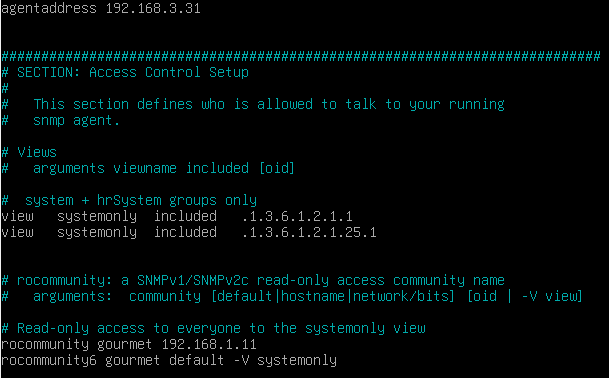 agentaddress 192.168.3.31
###########################################################################
# SECTION: Access Control Setup
#
#   This section defines who is allowed to talk to your running
#   snmp agent.
# Views
#   arguments viewname included [oid]
#  system + hrSystem groups only
view   systemonly  included   .1.3.6.1.2.1.1
view   systemonly  included   .1.3.6.1.2.1.25.1
# rocommunity: a SNMPv1/SNMPv2c read-only access community name
#   arguments:  community [default|hostname|network/bits] [oid | -V view]
# Read-only access to everyone to the systemonly view
rocommunity gourmet 192.168.1.11
rocommunity6 gourmet default -V systemonly